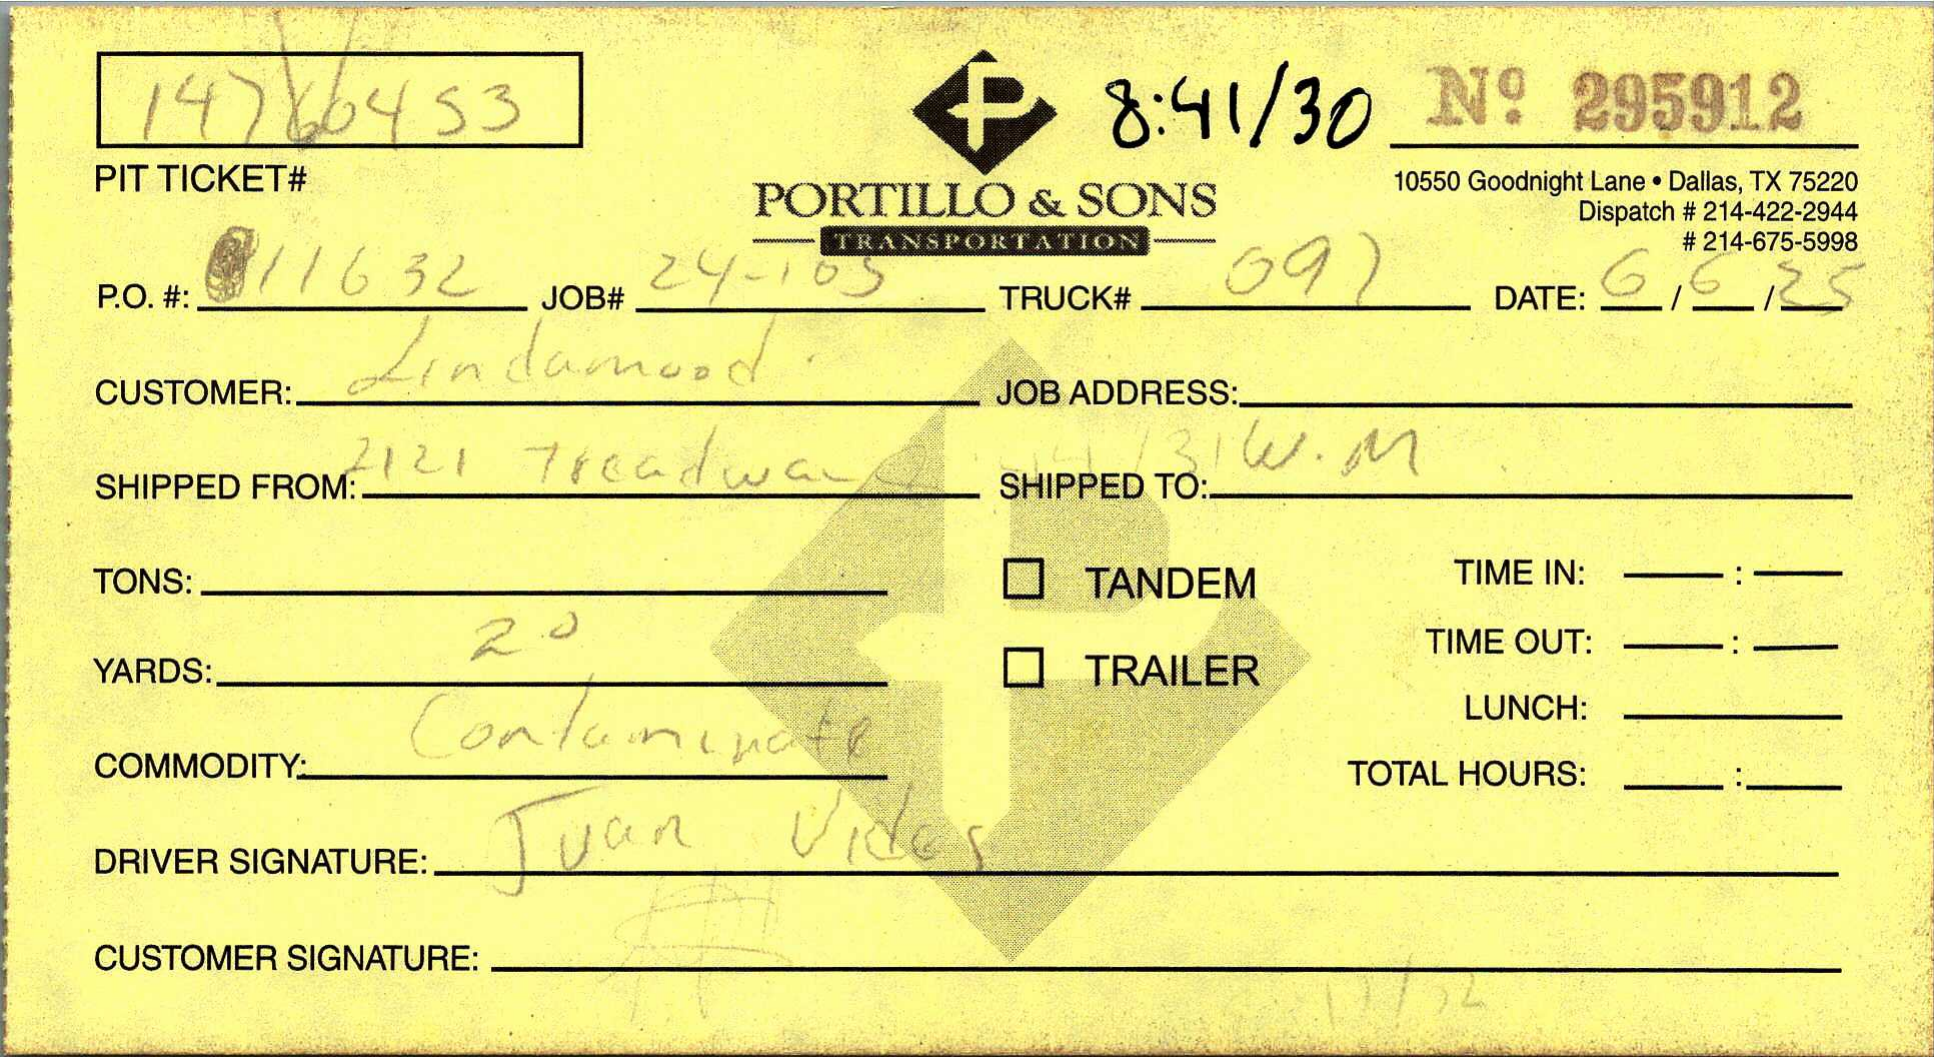 14760453
8:41/30
Nº 295912
PIT TICKET#
PORTILLO & SONS
TRANSPORTATION
10550 Goodnight Lane • Dallas, TX 75220
Dispatch # 214-422-2944
# 214-675-5998
P.O. #: 11632 JOB# 24-105 TRUCK# 097 DATE: 6/6/25
CUSTOMER: Lindamood JOB ADDRESS:
SHIPPED FROM: 2121 Treadway SHIPPED TO: W.M
TONS:
TANDEM
TIME IN: :
YARDS: 20
TRAILER
TIME OUT: :
LUNCH:
COMMODITY: Contaminate
TOTAL HOURS: :
DRIVER SIGNATURE: Juan Vides
CUSTOMER SIGNATURE: